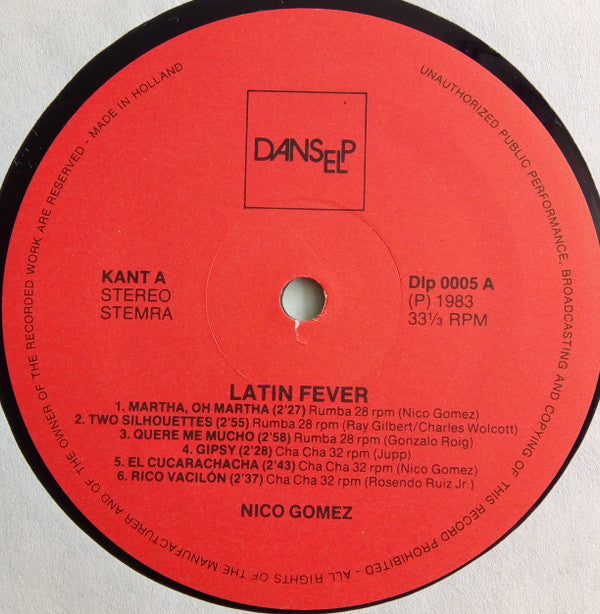 DANSELP
KANT A
STEREO
STEMRA
Dlp 0005 A
(P) 1983
33⅓ RPM
LATIN FEVER
1. MARTHA, OH MARTHA (2'27) Rumba 28 rpm (Nico Gomez)
2. TWO SILHOUETTES (2'55) Rumba 28 rpm (Ray Gilbert/Charles Wolcott)
3. QUERE ME MUCHO (2'58) Rumba 28 rpm (Gonzalo Roig)
4. GIPSY (2'28) Cha Cha 32 rpm (Jupp)
5. EL CUCARACHACHA (2'43) Cha Cha 32 rpm (Nico Gomez)
6. RICO VACILÓN (2'37) Cha Cha 32 rpm (Rosendo Ruiz Jr.)
NICO GOMEZ
UNAUTHORIZED PUBLIC PERFORMANCE, BROADCASTING AND COPYING OF THIS RECORD PROHIBITED - ALL RIGHTS OF THE MANUFACTURER AND OF THE OWNER OF THE RECORDED WORK ARE RESERVED - MADE IN HOLLAND